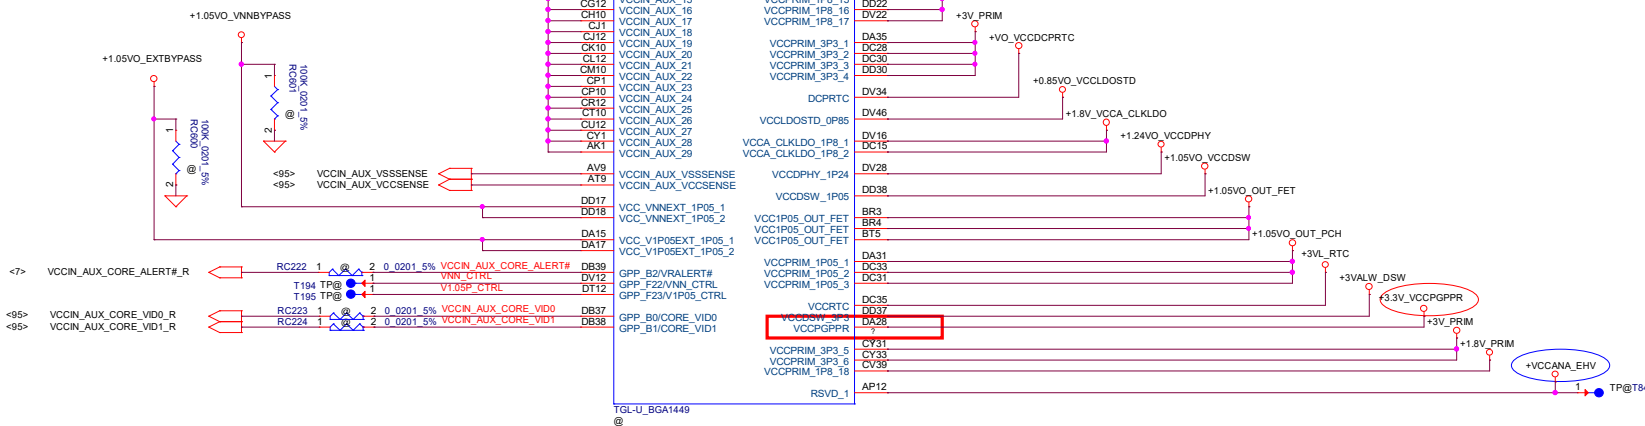 CG12 VCCIN_AUX_16
CH10 VCCIN_AUX_17
CJ1 VCCIN_AUX_18
CJ12 VCCIN_AUX_19
CK10 VCCIN_AUX_20
CL12 VCCIN_AUX_21
CM10 VCCIN_AUX_22
CP1 VCCIN_AUX_23
CP10 VCCIN_AUX_24
CR12 VCCIN_AUX_25
CT10 VCCIN_AUX_26
CU12 VCCIN_AUX_27
CY1 VCCIN_AUX_28
AK1 VCCIN_AUX_29
+1.05VO_VNNBYPASS
+1.05VO_EXTBYPASS
1 RC601 100K_0201_5% @ 2
1 RC600 100K_0201_5% @ 2
<95> VCCIN_AUX_VSSSENSE AV9 VCCIN_AUX_VSSSENSE
<95> VCCIN_AUX_VCCSENSE AT9 VCCIN_AUX_VCCSENSE
DD17 VCC_VNNEXT_1P05_1
DD18 VCC_VNNEXT_1P05_2
DA15 VCC_V1P05EXT_1P05_1
DA17 VCC_V1P05EXT_1P05_2
<7> VCCIN_AUX_CORE_ALERT#_R RC222 1 @ 2 0_0201_5% VCCIN_AUX_CORE_ALERT# DB39 GPP_B2/VRALERT#
T194 TP@ 1 VNN_CTRL DV12 GPP_F22/VNN_CTRL
T195 TP@ 1 V1.05P_CTRL DT12 GPP_F23/V1P05_CTRL
<95> VCCIN_AUX_CORE_VID0_R RC223 1 @ 2 0_0201_5% VCCIN_AUX_CORE_VID0 DB37 GPP_B0/CORE_VID0
<95> VCCIN_AUX_CORE_VID1_R RC224 1 @ 2 0_0201_5% VCCIN_AUX_CORE_VID1 DB38 GPP_B1/CORE_VID1
VCCPRIM_1P8_16 DD22
VCCPRIM_1P8_17 DV22
+3V_PRIM
VCCPRIM_3P3_1 DA35
VCCPRIM_3P3_2 DC28
VCCPRIM_3P3_3 DC30
VCCPRIM_3P3_4 DD30
+VO_VCCDCPRTC
DCPRTC DV34
+0.85VO_VCCLDOSTD
VCCLDOSTD_0P85 DV46
+1.8V_VCCA_CLKLDO
VCCA_CLKLDO_1P8_1 DV16
VCCA_CLKLDO_1P8_2 DC15
+1.24VO_VCCDPHY
VCCDPHY_1P24 DV28
+1.05VO_VCCDSW
VCCDSW_1P05 DD38
+1.05VO_OUT_FET
VCC1P05_OUT_FET BR3
VCC1P05_OUT_FET BR4
VCC1P05_OUT_FET BT5
+1.05VO_OUT_PCH
VCCPRIM_1P05_1 DA31
VCCPRIM_1P05_2 DC33
VCCPRIM_1P05_3 DC31
+3VL_RTC
VCCRTC DC35
+3VALW_DSW
VCCDSW_3P3 DD37
+3.3V_VCCPGPPR
VCCPGPPR DA28
?
+3V_PRIM
VCCPRIM_3P3_5 CY31
VCCPRIM_3P3_6 CY33
+1.8V_PRIM
VCCPRIM_1P8_18 CV39
+VCCANA_EHV
RSVD_1 AP12 1 TP@
TGL-U_BGA1449
@